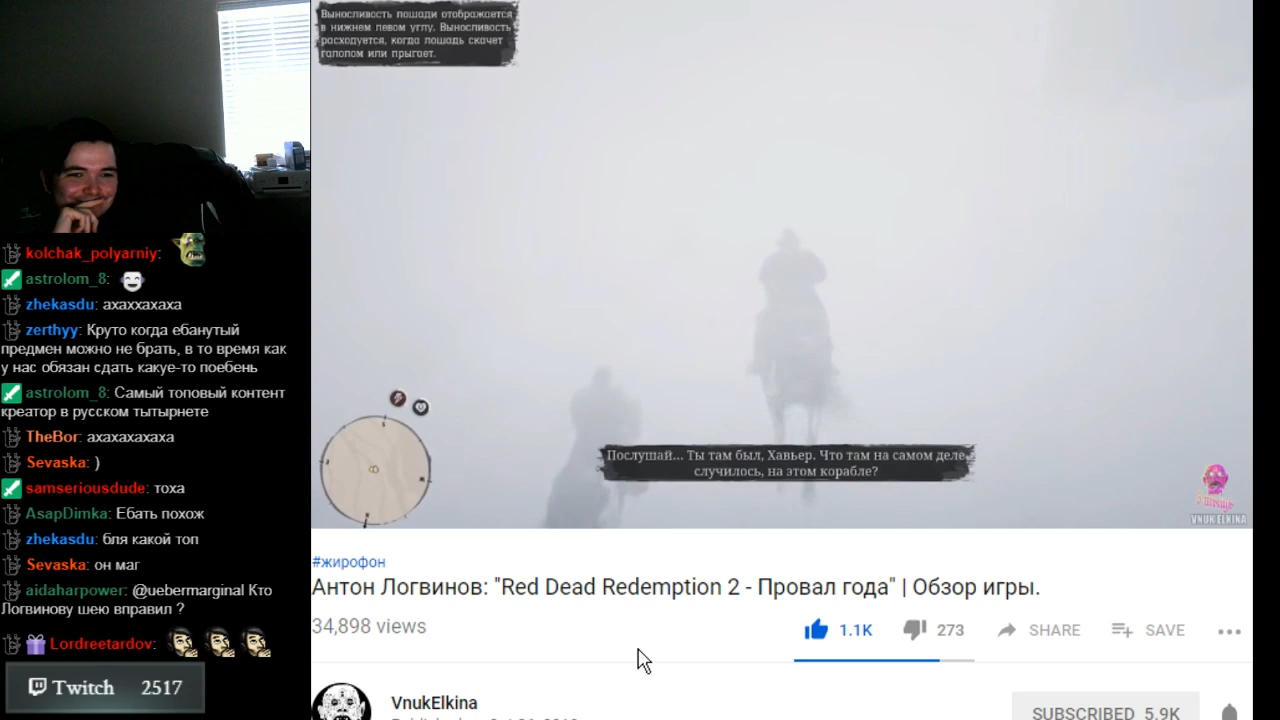 Выносливость лошади отображается
в нижнем левом углу. Выносливость
расходуется, когда лошадь скачет
галопом или прыгает.
kolchak_polyarniy:
astrolom_8:
zhekasdu: ахаххахаха
zerthyy: Круто когда ебанутый
предмен можно не брать, в то время как
у нас обязан сдать какуе-то поебень
astrolom_8: Самый топовый контент
креатор в русском тытырнете
TheBor: ахахахахаха
Sevaska: )
samseriousdude: тоха
AsapDimka: Ебать похож
zhekasdu: бля какой топ
Sevaska: он маг
aidaharpower: @uebermarginal Кто
Логвинову шею вправил ?
Lordreetardov:
Twitch 2517
Послушай... Ты там был, Хавьер. Что там на самом деле
случилось, на этом корабле?
VNUKELKINA
#жирофон
Антон Логвинов: "Red Dead Redemption 2 - Провал года" | Обзор игры.
34,898 views
1.1K
273
SHARE
SAVE
VnukElkina
SUBSCRIBED 5.9K